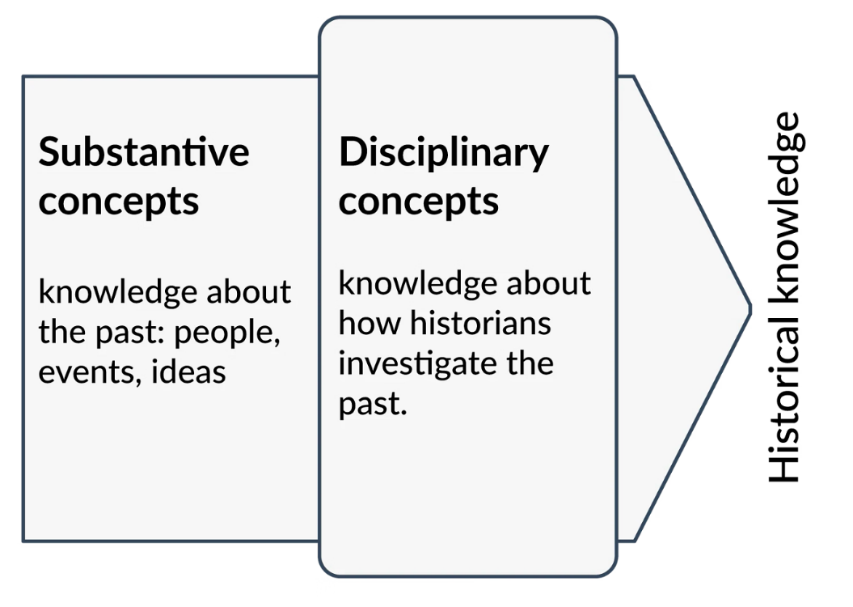 Substantive
concepts
knowledge about
the past: people,
events, ideas
Disciplinary
concepts
knowledge about
how historians
investigate the
past.
Historical knowledge